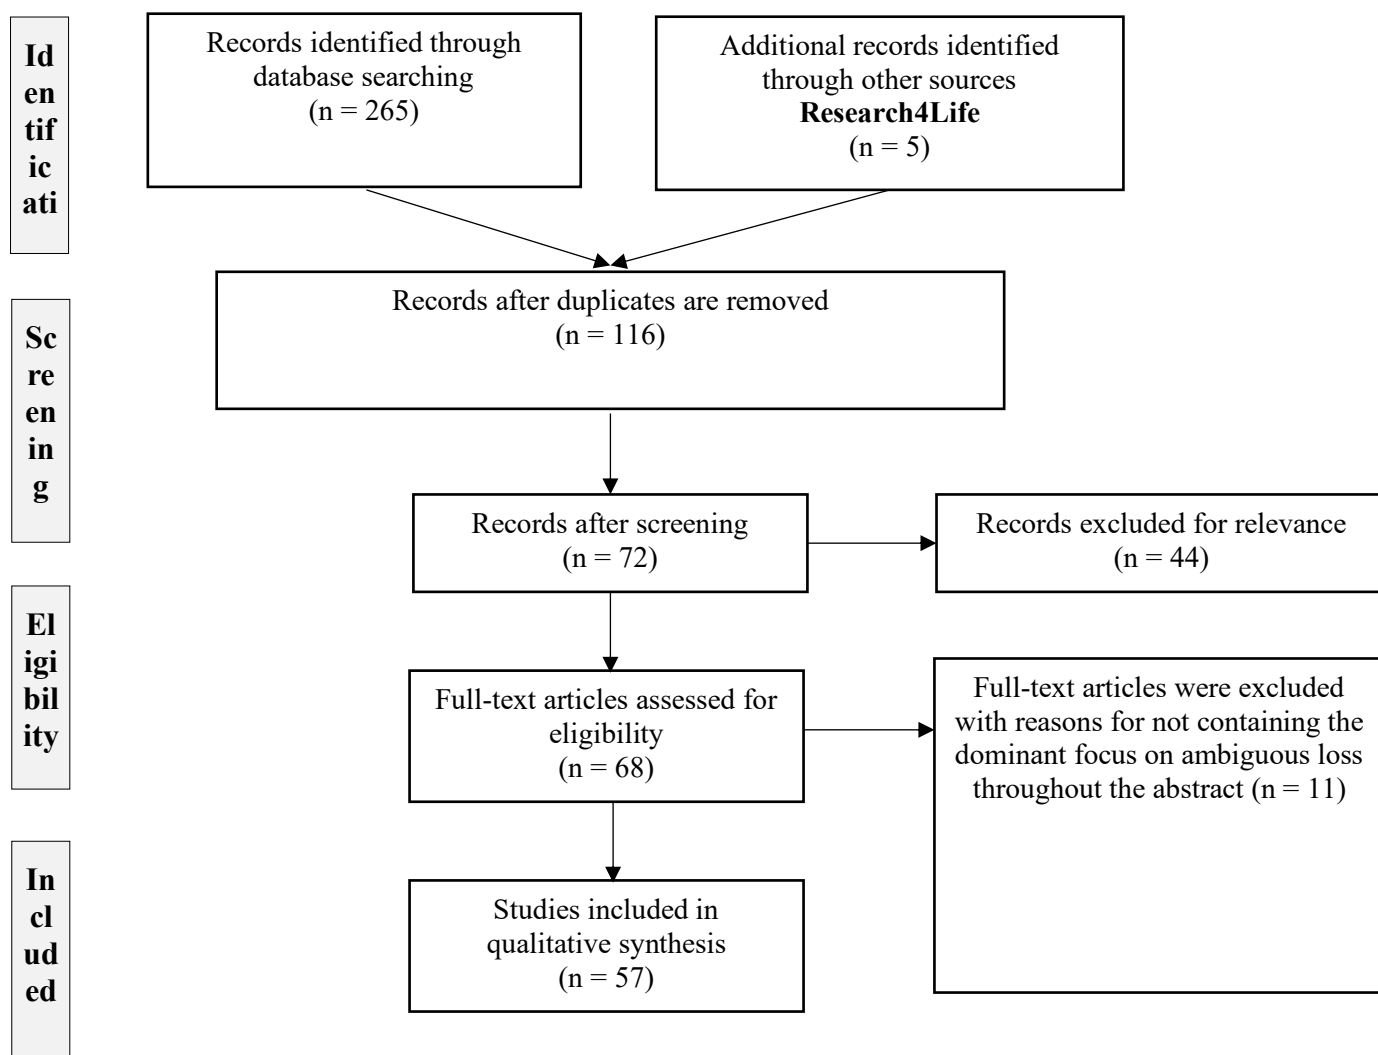 Id
en
tif
ic
ati
Records identified through
database searching
(n = 265)
Additional records identified
through other sources
Research4Life
(n = 5)
Sc
re
en
in
g
Records after duplicates are removed
(n = 116)
Records after screening
(n = 72)
Records excluded for relevance
(n = 44)
El
igi
bil
ity
Full-text articles assessed for
eligibility
(n = 68)
Full-text articles were excluded
with reasons for not containing the
dominant focus on ambiguous loss
throughout the abstract (n = 11)
In
cl
ud
ed
Studies included in
qualitative synthesis
(n = 57)